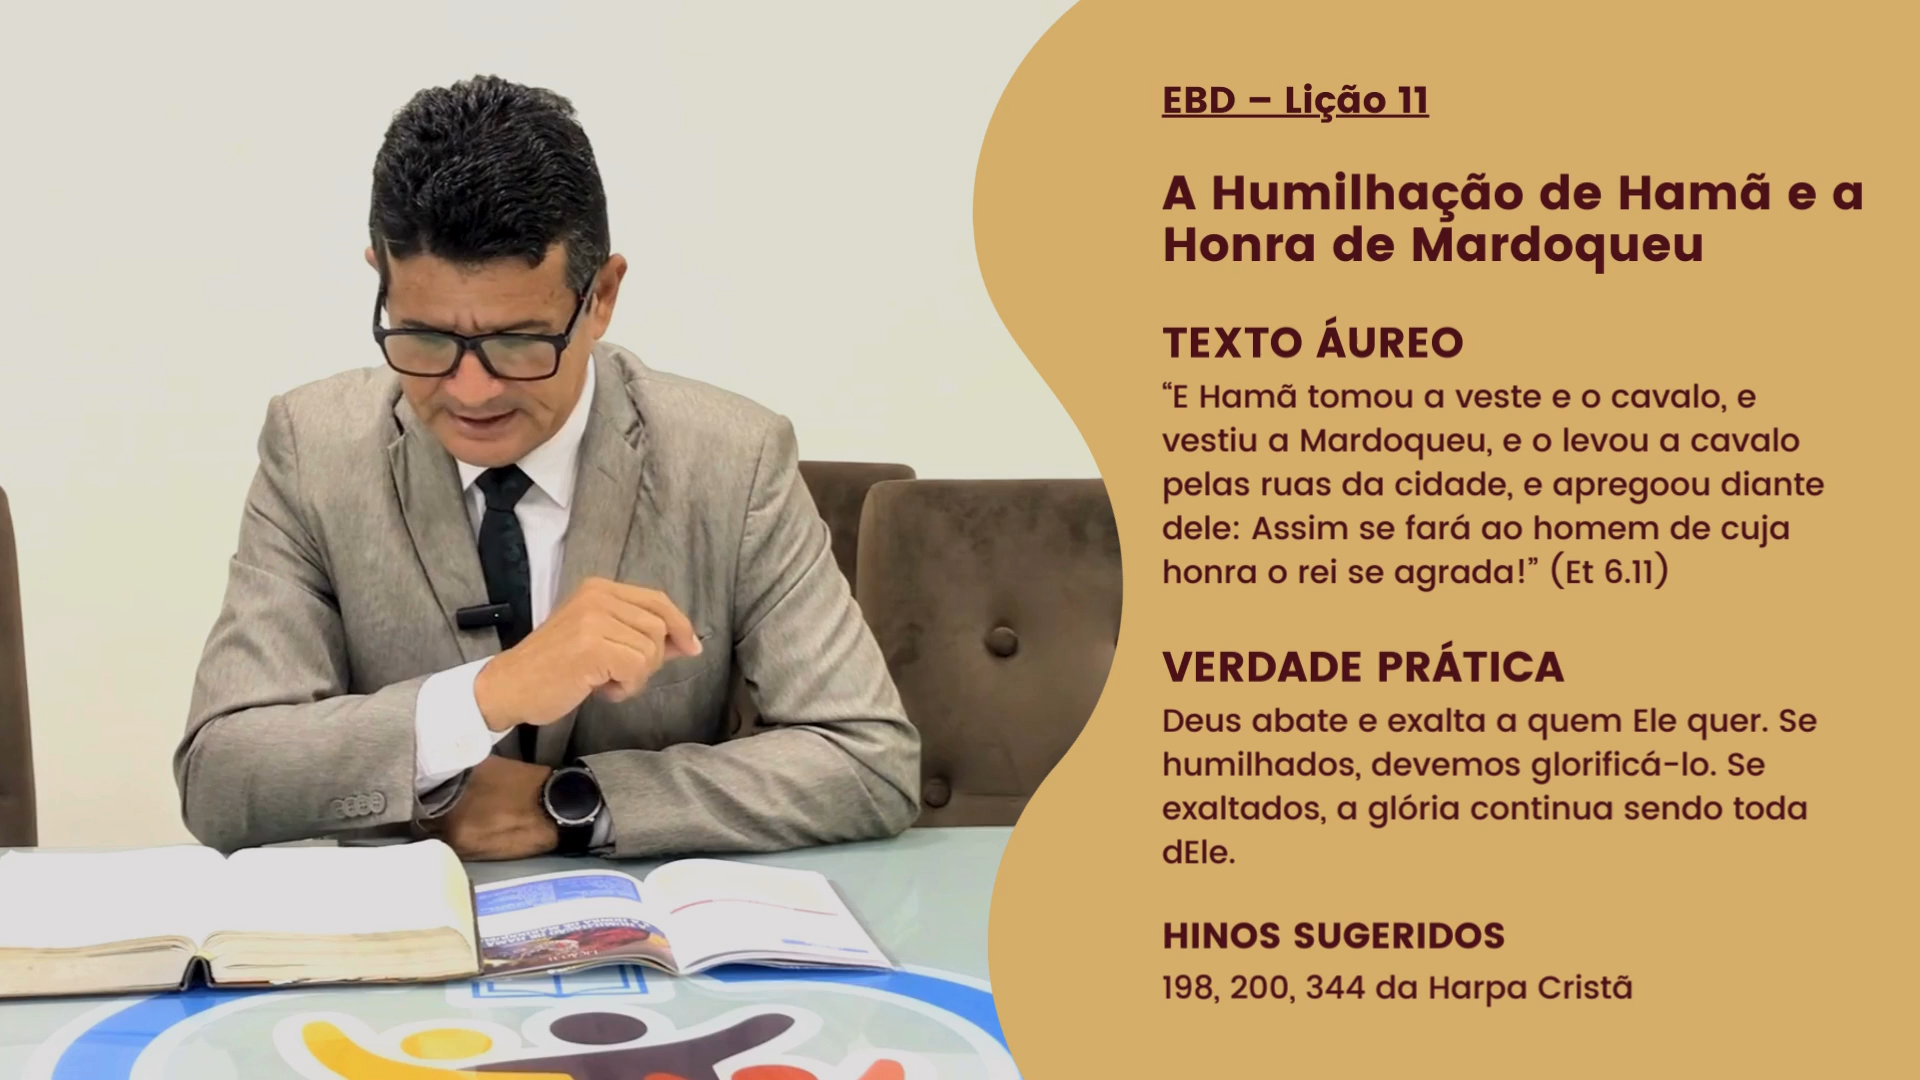 EBD – Lição 11
A Humilhação de Hamã e a
Honra de Mardoqueu
TEXTO ÁUREO
“E Hamã tomou a veste e o cavalo, e
vestiu a Mardoqueu, e o levou a cavalo
pelas ruas da cidade, e apregoou diante
dele: Assim se fará ao homem de cuja
honra o rei se agrada!” (Et 6.11)
VERDADE PRÁTICA
Deus abate e exalta a quem Ele quer. Se
humilhados, devemos glorificá-lo. Se
exaltados, a glória continua sendo toda
dEle.
HINOS SUGERIDOS
198, 200, 344 da Harpa Cristã